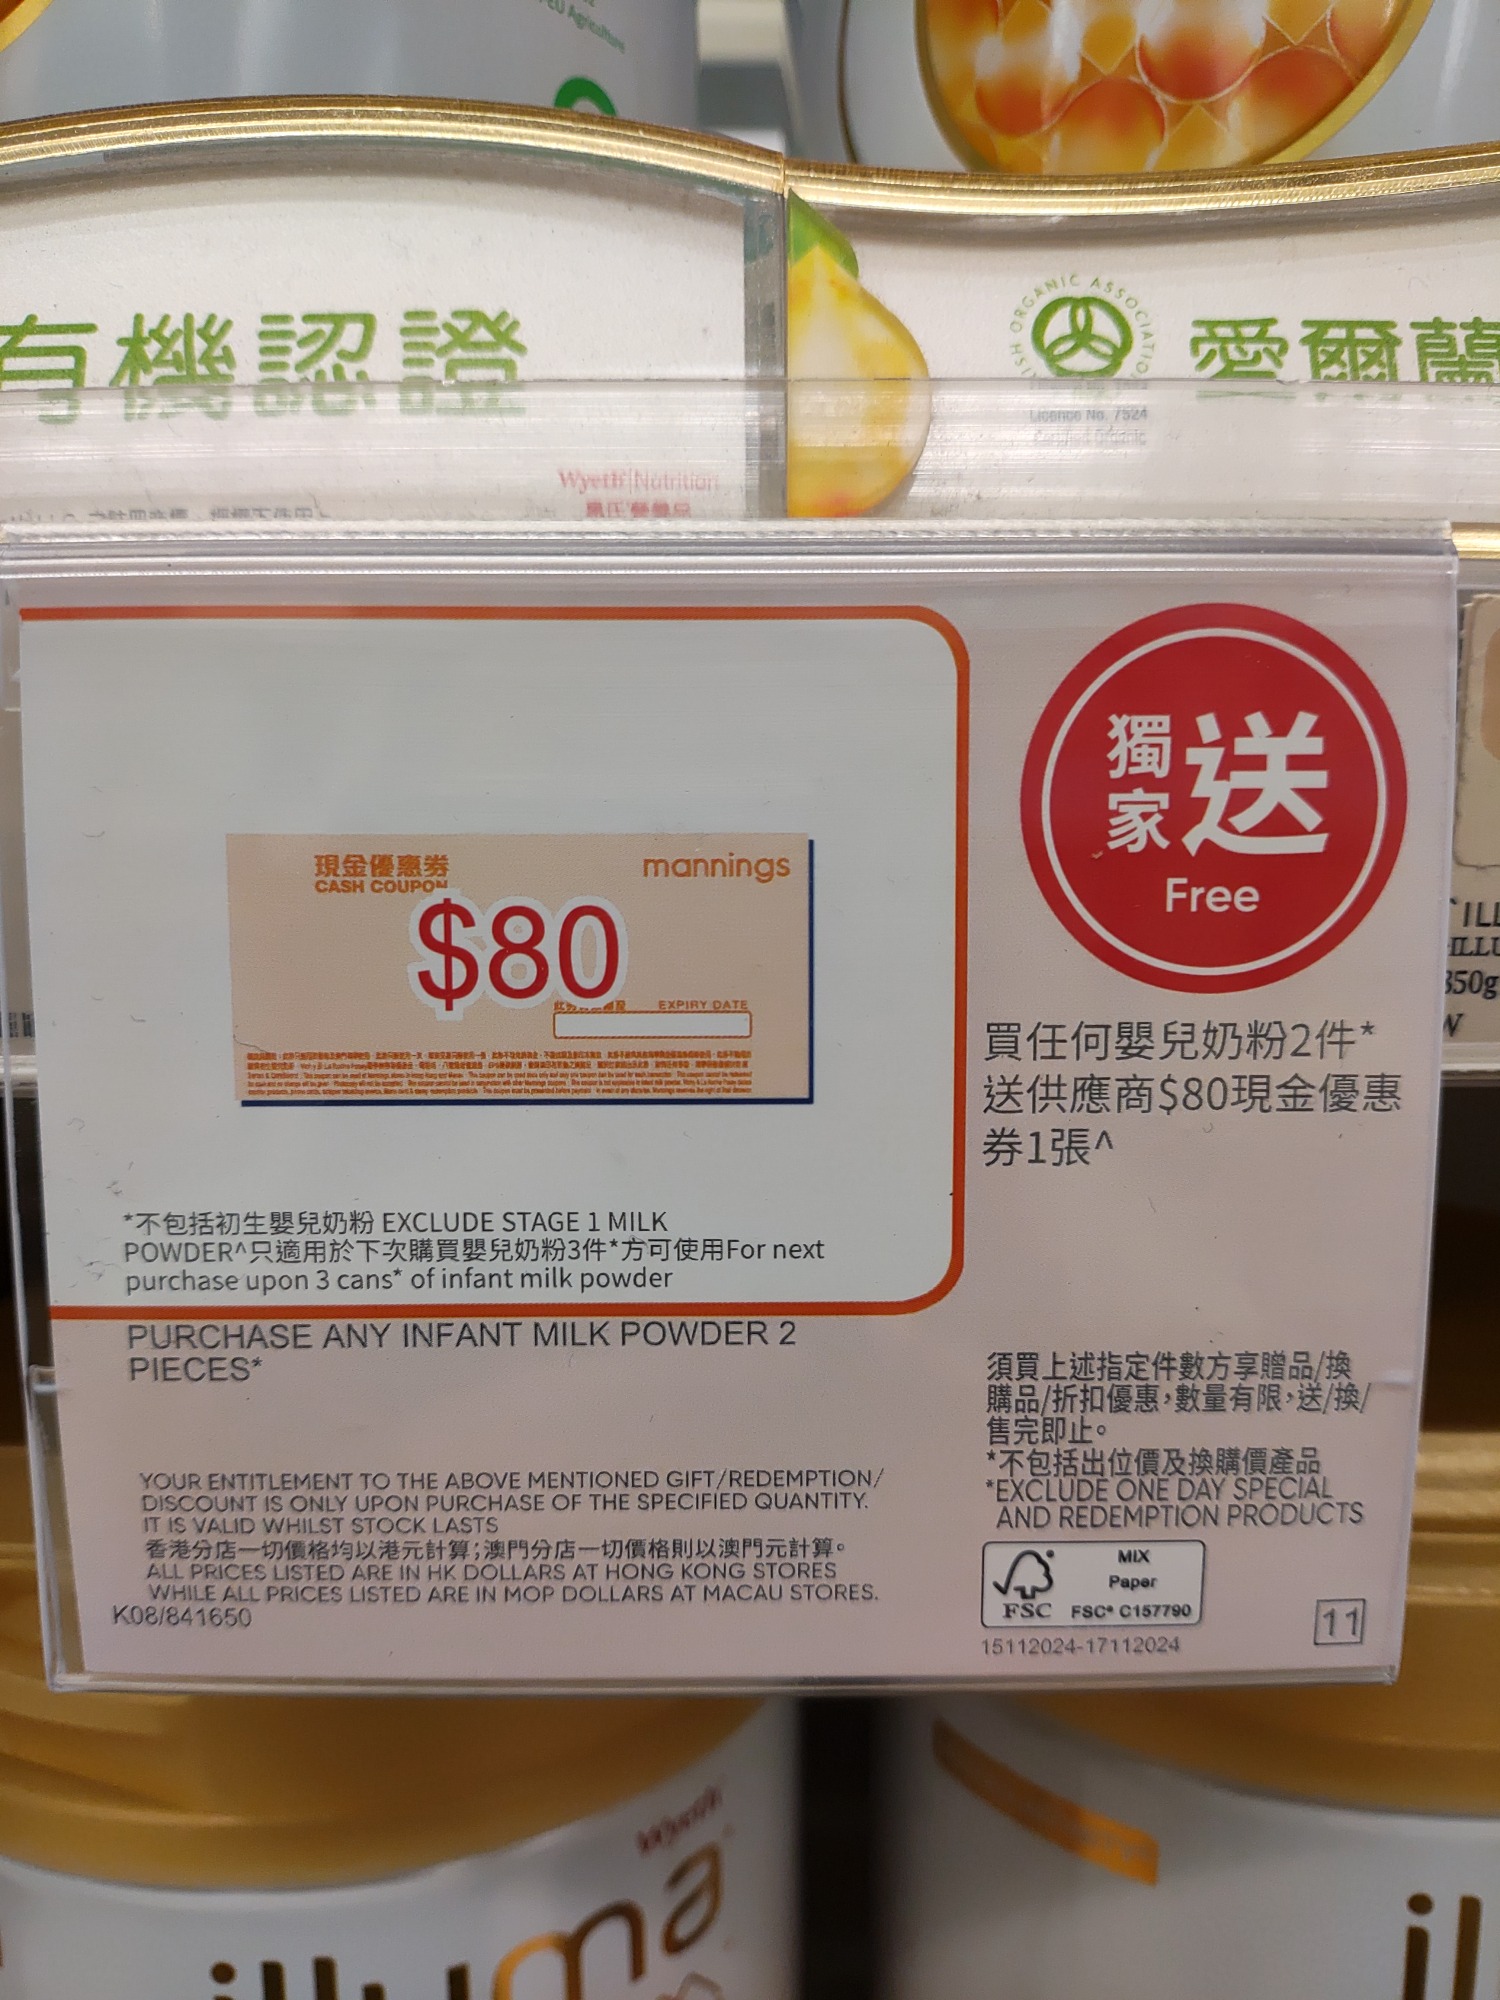 EU Agriculture
有機認證
IRISH ORGANIC ASSOCIATION
愛爾蘭
Licence No. 7524
Certified Organic
Wyeth Nutrition
惠氏營養品
現金優惠券
CASH COUPON
mannings
$80
EXPIRY DATE
獨家送
Free
買任何嬰兒奶粉2件*
送供應商$80現金優惠
券1張^
*不包括初生嬰兒奶粉 EXCLUDE STAGE 1 MILK
POWDER^只適用於下次購買嬰兒奶粉3件*方可使用For next
purchase upon 3 cans* of infant milk powder
PURCHASE ANY INFANT MILK POWDER 2
PIECES*
須買上述指定件數方享贈品/換
購品/折扣優惠,數量有限,送/換/
售完即止。
*不包括出位價及換購價產品
*EXCLUDE ONE DAY SPECIAL
AND REDEMPTION PRODUCTS
YOUR ENTITLEMENT TO THE ABOVE MENTIONED GIFT/REDEMPTION/
DISCOUNT IS ONLY UPON PURCHASE OF THE SPECIFIED QUANTITY.
IT IS VALID WHILST STOCK LASTS
香港分店一切價格均以港元計算;澳門分店一切價格則以澳門元計算。
ALL PRICES LISTED ARE IN HK DOLLARS AT HONG KONG STORES
WHILE ALL PRICES LISTED ARE IN MOP DOLLARS AT MACAU STORES.
K08/841650
FSC
MIX
Paper
FSC® C157790
15112024-17112024
11
350g
Wyeth
illuma